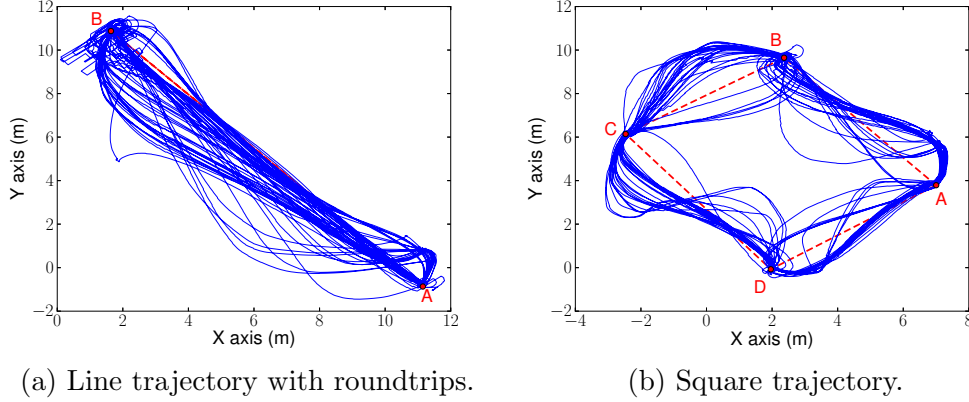 12
10
8
6
4
2
0
−2
0 2 4 6 8 10 12
Y axis (m)
X axis (m)
B
A
12
10
8
6
4
2
0
−2
−4 −2 0 2 4 6 8
Y axis (m)
X axis (m)
B
C
A
D
(a) Line trajectory with roundtrips.
(b) Square trajectory.